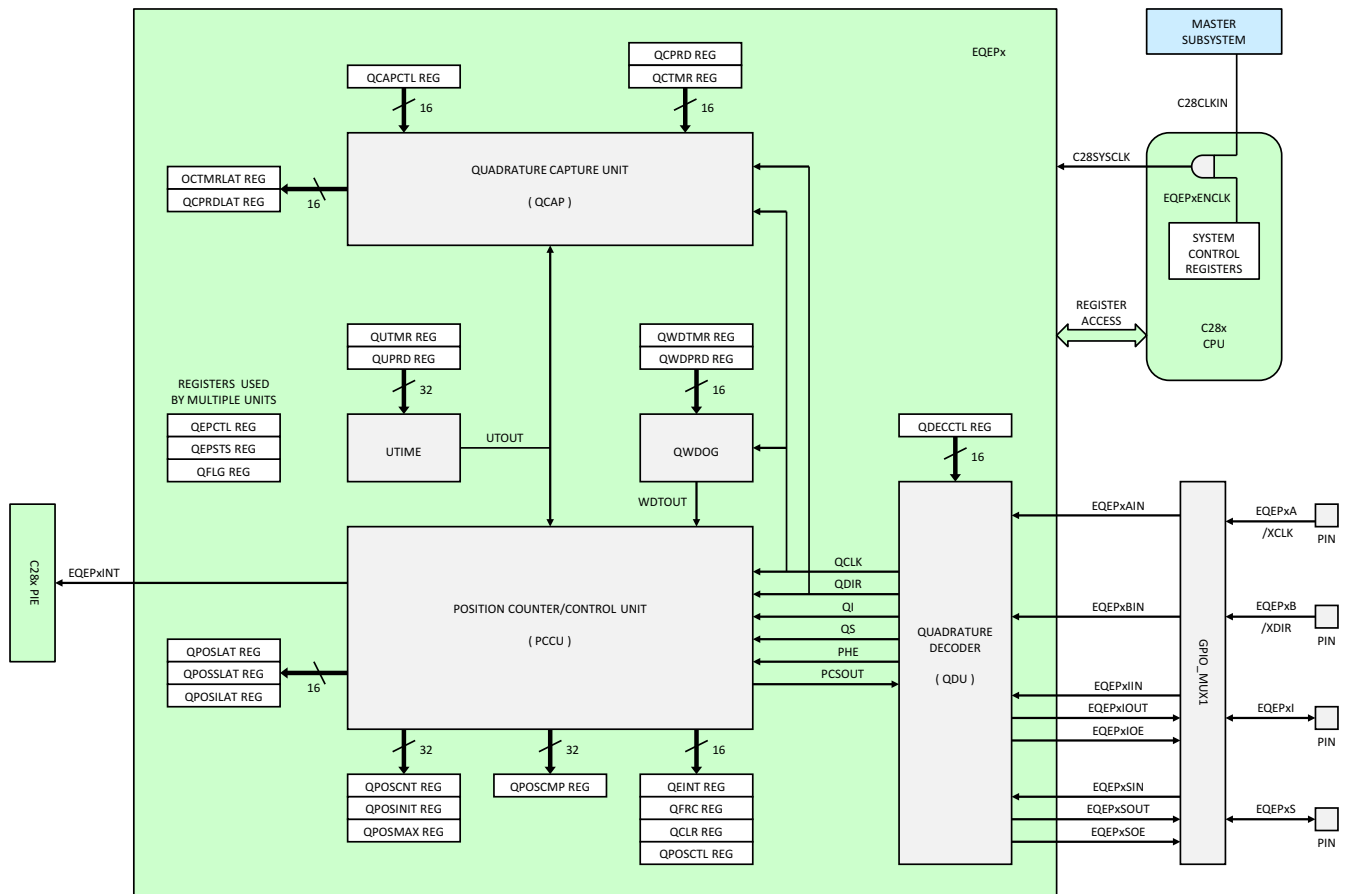 MASTER
SUBSYSTEM
EQEPx
QCPRD REG
QCTMR REG
16
QCAPCTL REG
16
C28CLKIN
C28SYSCLK
EQEPxENCLK
SYSTEM
CONTROL
REGISTERS
REGISTER
ACCESS
C28x
CPU
QUADRATURE CAPTURE UNIT
( QCAP )
OCTMRLAT REG
QCPRDLAT REG
16
QUTMR REG
QUPRD REG
32
QWDTMR REG
QWDPRD REG
16
REGISTERS USED
BY MULTIPLE UNITS
QEPCTL REG
QEPSTS REG
QFLG REG
UTIME
UTOUT
QWDOG
WDTOUT
QDECCTL REG
16
C28x PIE
EQEPxINT
POSITION COUNTER/CONTROL UNIT
( PCCU )
QCLK
QDIR
QI
QS
PHE
PCSOUT
QUADRATURE
DECODER
( QDU )
EQEPxAIN
EQEPxBIN
EQEPxIIN
EQEPxIOUT
EQEPxIOE
EQEPxSIN
EQEPxSOUT
EQEPxSOE
GPIO_MUX1
EQEPxA
/XCLK
PIN
EQEPxB
/XDIR
PIN
EQEPxI
PIN
EQEPxS
PIN
QPOSLAT REG
QPOSSLAT REG
QPOSILAT REG
16
32
QPOSCNT REG
QPOSINIT REG
QPOSMAX REG
32
QPOSCMP REG
16
QEINT REG
QFRC REG
QCLR REG
QPOSCTL REG